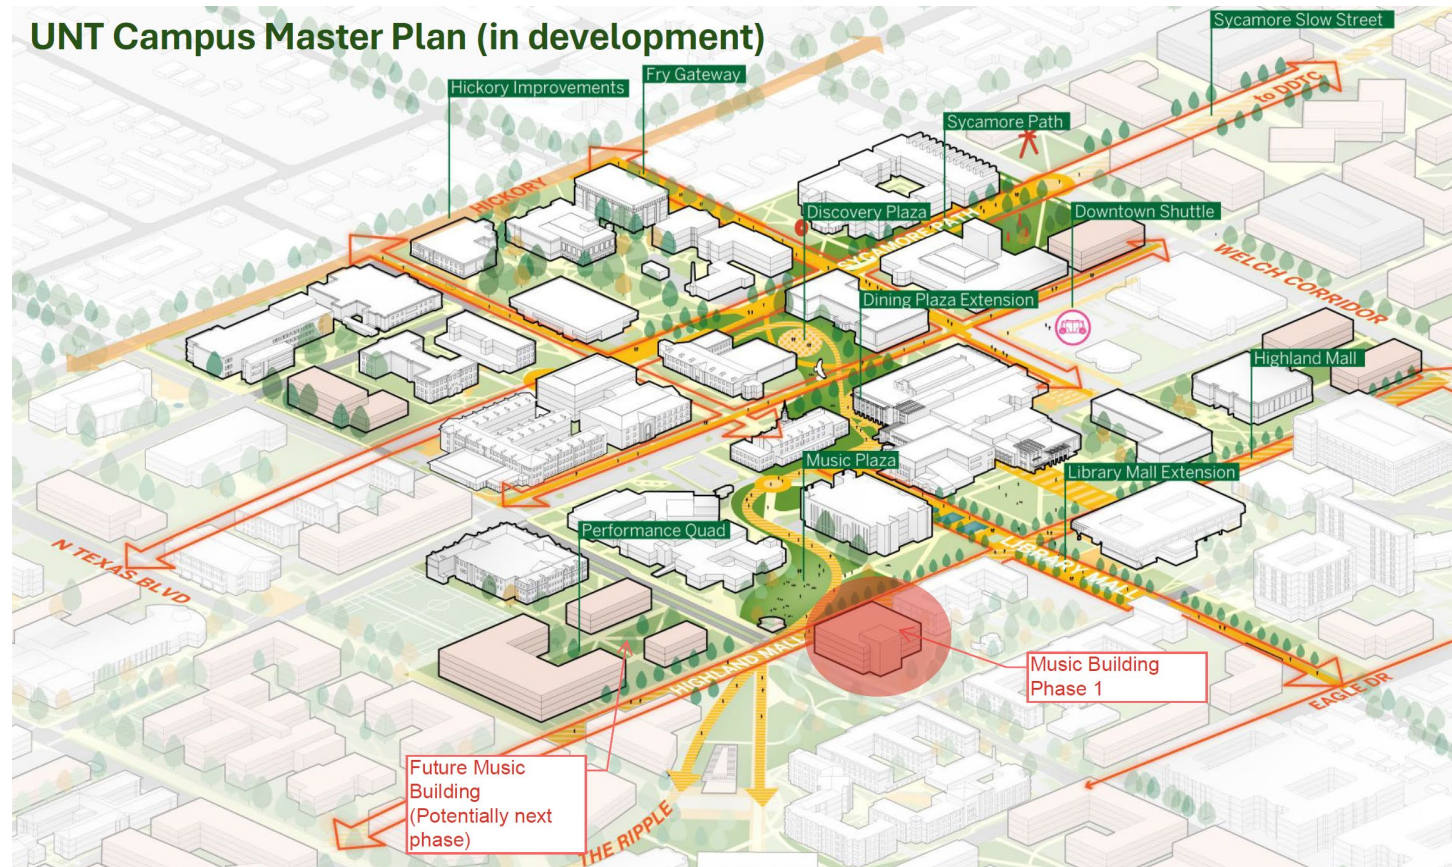 UNT Campus Master Plan (in development)
Sycamore Slow Street
Fry Gateway
Hickory Improvements
to DDTC
Sycamore Path
HICKORY
Discovery Plaza
Downtown Shuttle
SYCAMORE PATH
WELCH CORRIDOR
Dining Plaza Extension
Highland Mall
Music Plaza
Library Mall Extension
Performance Quad
N TEXAS BLVD
LIBRARY MALL
HIGHLAND MALL
Music Building
Phase 1
EAGLE DR
Future Music
Building
(Potentially next
phase)
THE RIPPLE